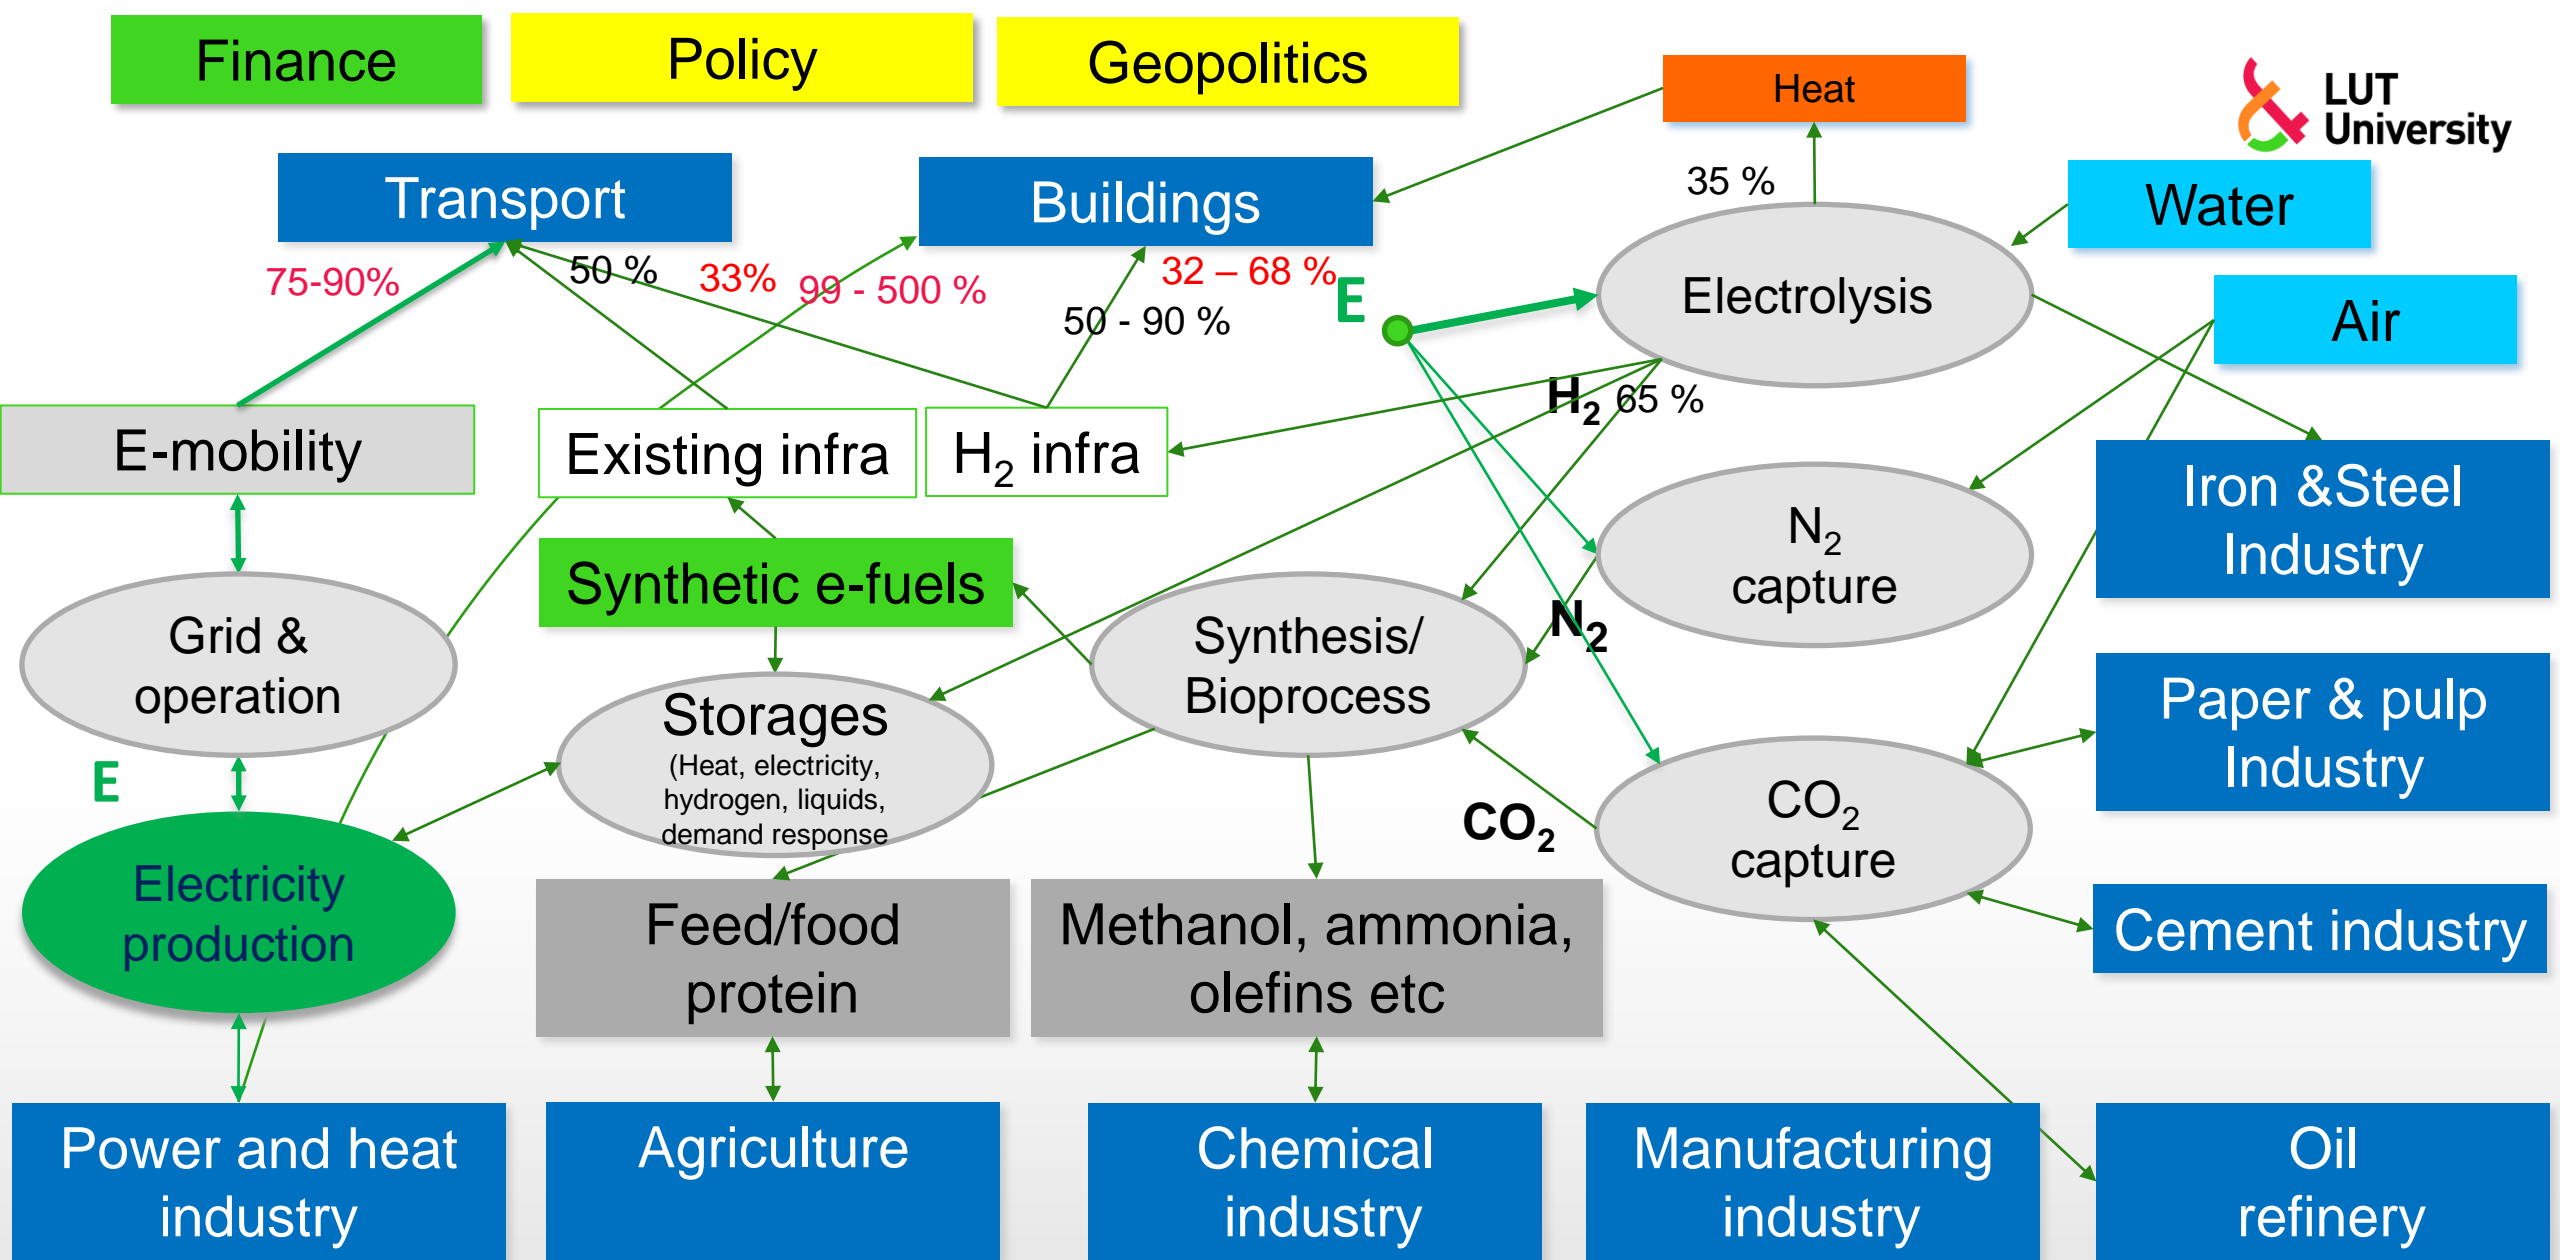 Finance
Policy
Geopolitics
Heat
LUT
University
Transport
Buildings
35 %
Water
75-90%
50 %
33%
99 - 500 %
32 – 68 %
E
50 - 90 %
Electrolysis
Air
H2 65 %
E-mobility
Existing infra
H2 infra
Iron &Steel
Industry
N2
capture
Synthetic e-fuels
N2
Grid &
operation
Synthesis/
Bioprocess
Storages
(Heat, electricity,
hydrogen, liquids,
demand response
Paper & pulp
Industry
E
CO2
CO2
capture
Electricity
production
Feed/food
protein
Methanol, ammonia,
olefins etc
Cement industry
Power and heat
industry
Agriculture
Chemical
industry
Manufacturing
industry
Oil
refinery